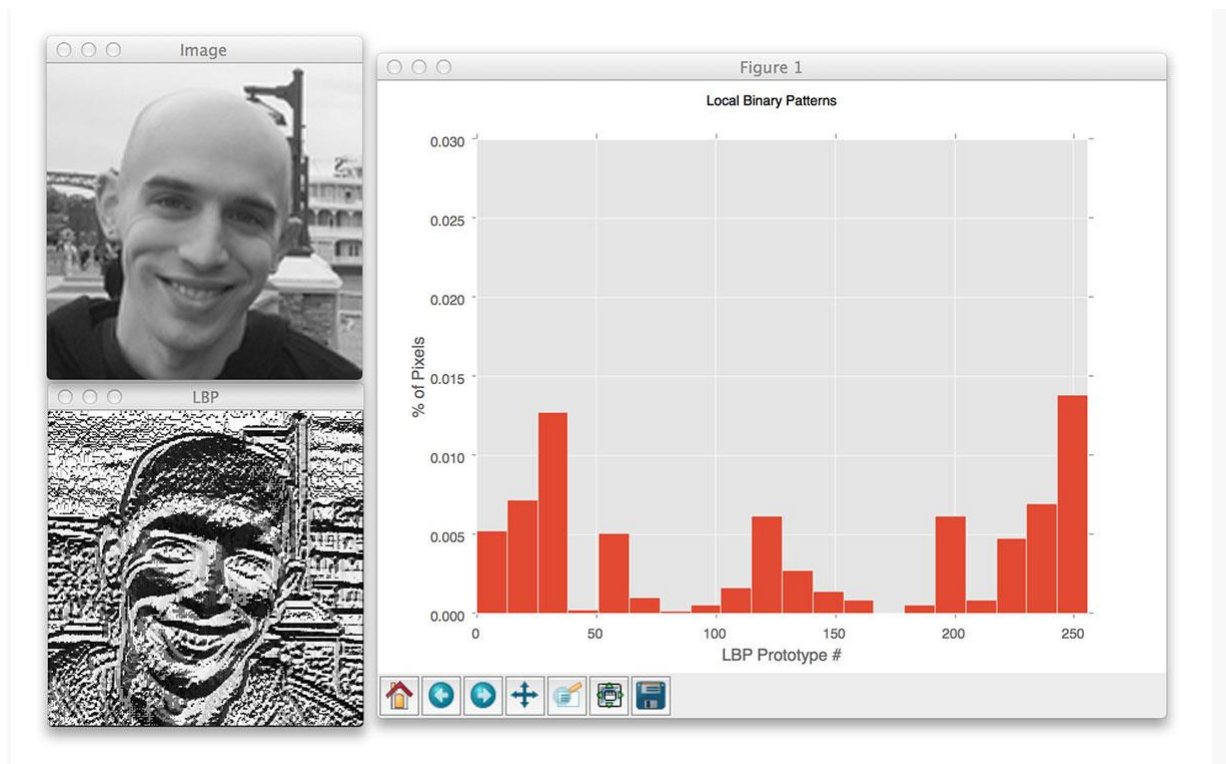 Image
LBP
Figure 1
Local Binary Patterns
% of Pixels
0.030
0.025
0.020
0.015
0.010
0.005
0.000
0 50 100 150 200 250
LBP Prototype #